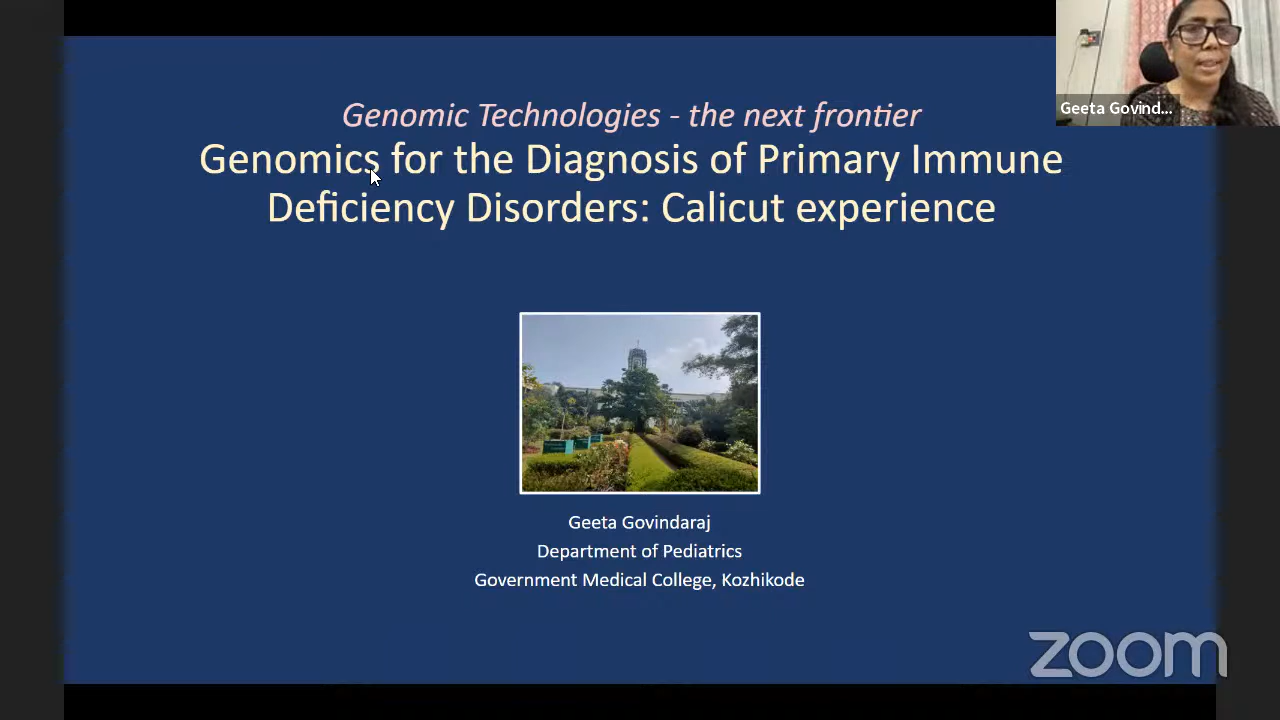 Genomic Technologies - the next frontier
Genomics for the Diagnosis of Primary Immune
Deficiency Disorders: Calicut experience
Geeta Govind...
Geeta Govindaraj
Department of Pediatrics
Government Medical College, Kozhikode
zoom